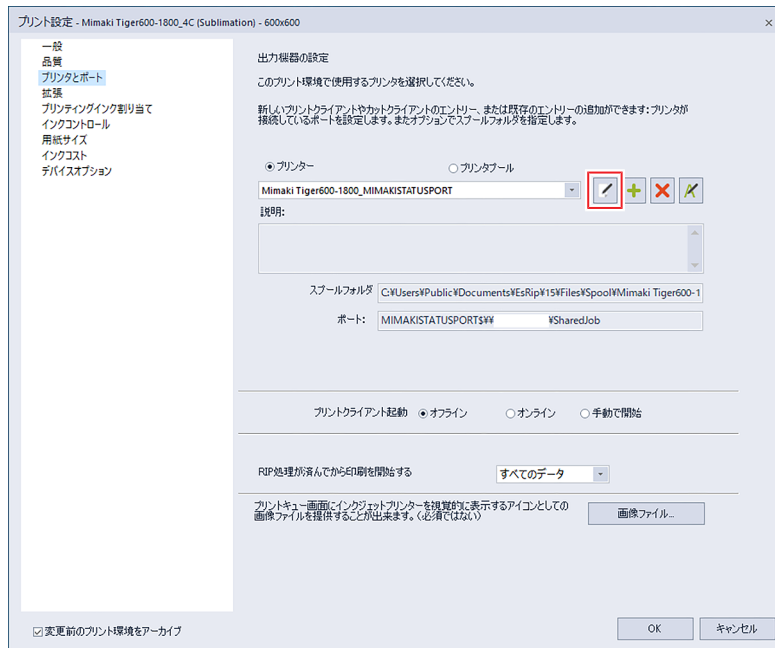 プリント設定 - Mimaki Tiger600-1800_4C (Sublimation) - 600x600
一般
品質
プリンタとポート
拡張
プリンティングインク割り当て
インクコントロール
用紙サイズ
インクコスト
デバイスオプション
出力機器の設定
このプリント環境で使用するプリンタを選択してください。
新しいプリントクライアントやカットクライアントのエントリー、または既存のエントリーの追加ができます:プリンタが
接続しているポートを設定します。またオプションでスプールフォルダを指定します。
プリンター
プリンタプール
Mimaki Tiger600-1800_MIMAKISTATUSPORT
説明:
スプールフォルダ
C:¥Users¥Public¥Documents¥EsRip¥15¥Files¥Spool¥Mimaki Tiger600-1
ポート:
MIMAKISTATUSPORT$¥¥ ¥SharedJob
プリントクライアント起動
オフライン
オンライン
手動で開始
RIP処理が済んでから印刷を開始する
すべてのデータ
プリントキュー画面にインクジェットプリンターを視覚的に表示するアイコンとしての
画像ファイルを提供することが出来ます。(必須ではない)
画像ファイル...
変更前のプリント環境をアーカイブ
OK
キャンセル